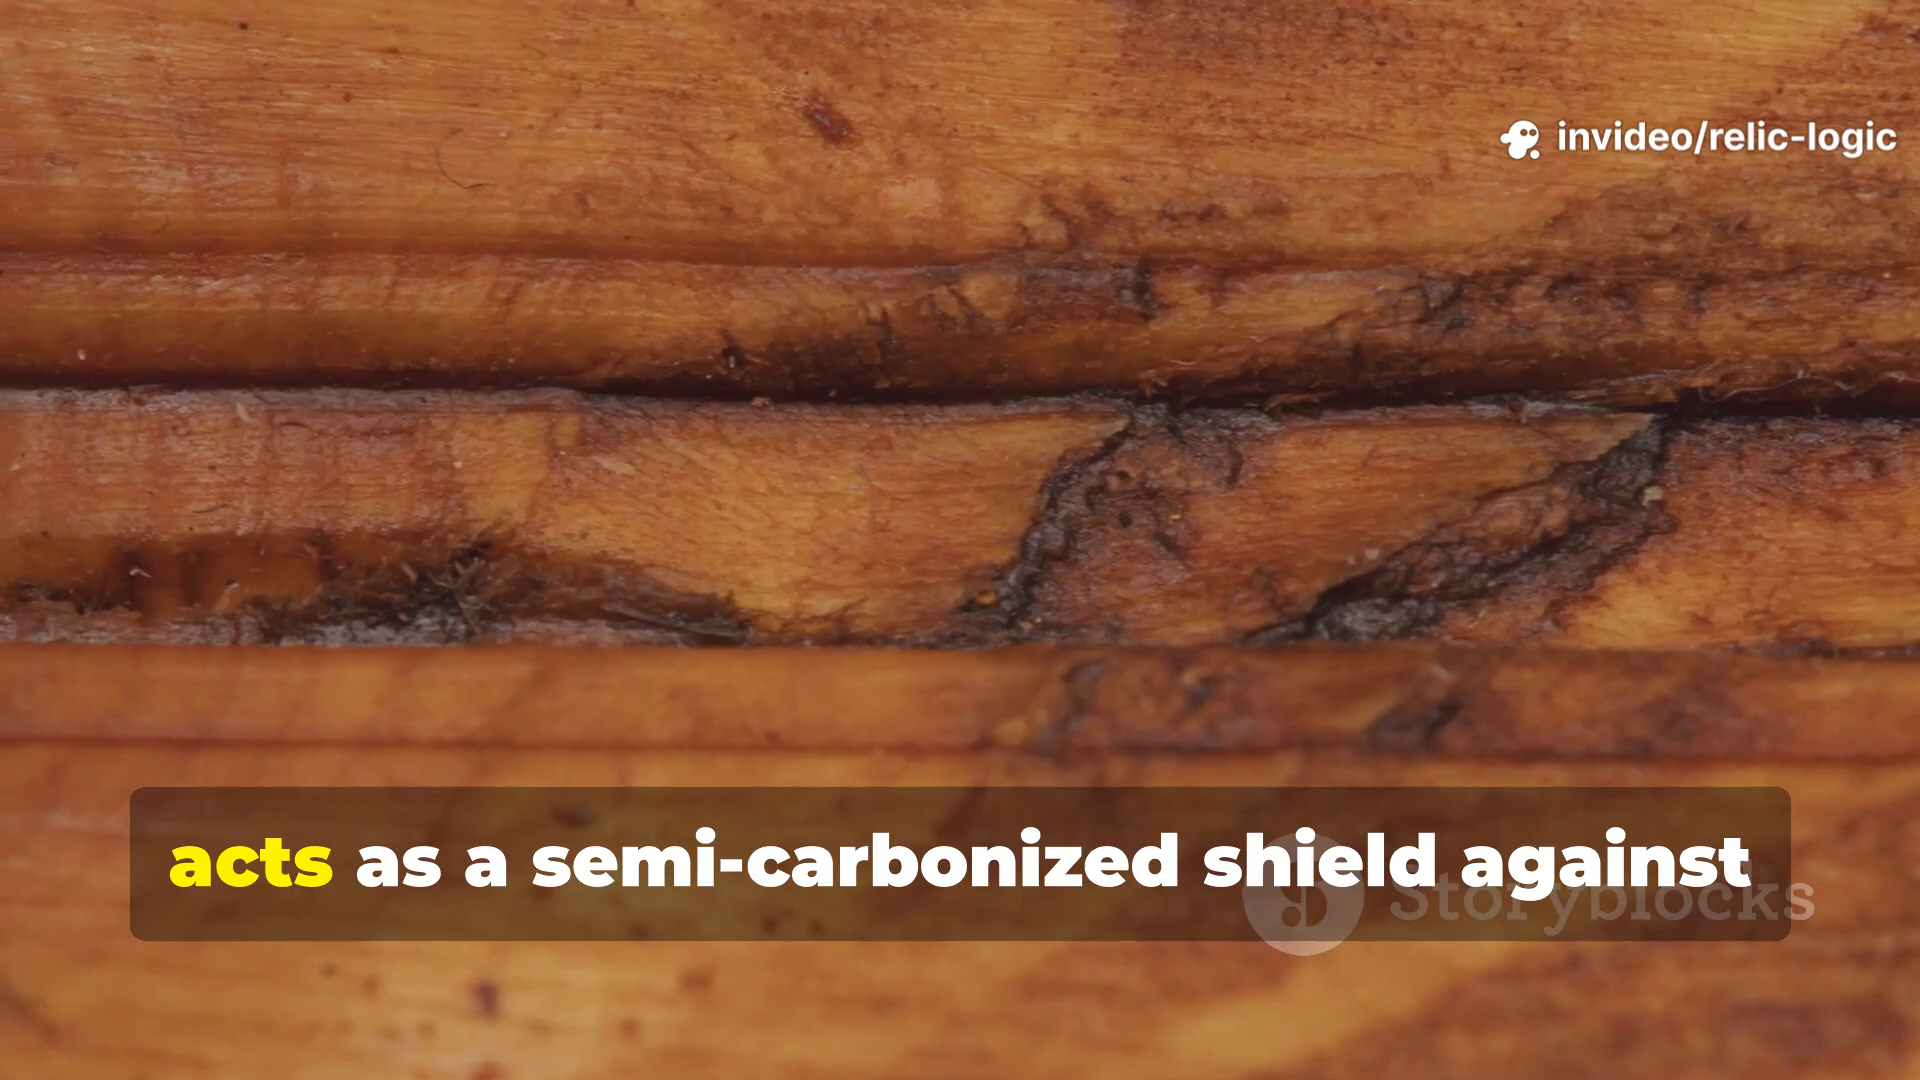 invideo/relic-logic
acts as a semi-carbonized shield against
Storyblocks